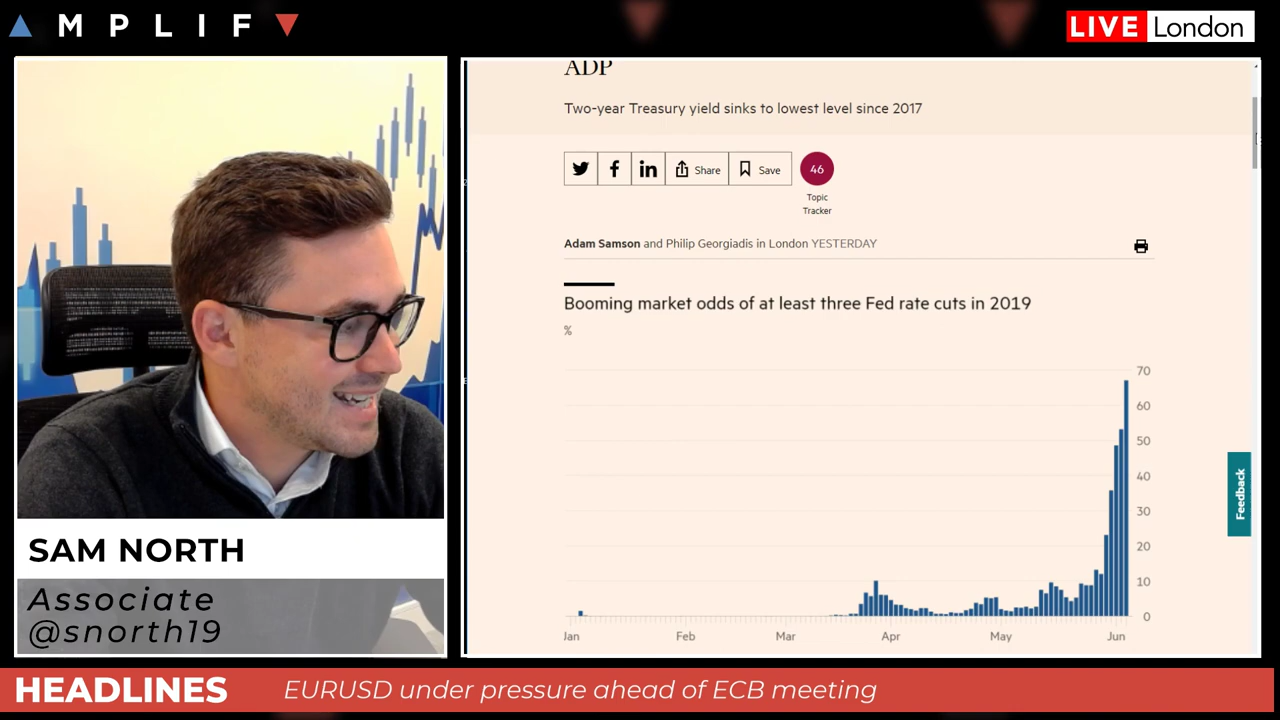 MPLIF
LIVE London
ADP
Two-year Treasury yield sinks to lowest level since 2017
Share
Save
46
Topic
Tracker
Adam Samson and Philip Georgiadis in London YESTERDAY
Booming market odds of at least three Fed rate cuts in 2019
%
70
60
50
40
30
20
10
0
Jan Feb Mar Apr May Jun
Feedback
SAM NORTH
Associate
@snorth19
HEADLINES EURUSD under pressure ahead of ECB meeting